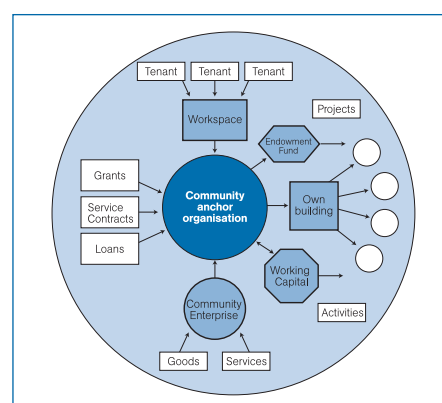 Tenant
Tenant
Tenant
Workspace
Projects
Endowment
Fund
Grants
Service
Contracts
Loans
Community
anchor
organisation
Own
building
Working
Capital
Community
Enterprise
Activities
Goods
Services